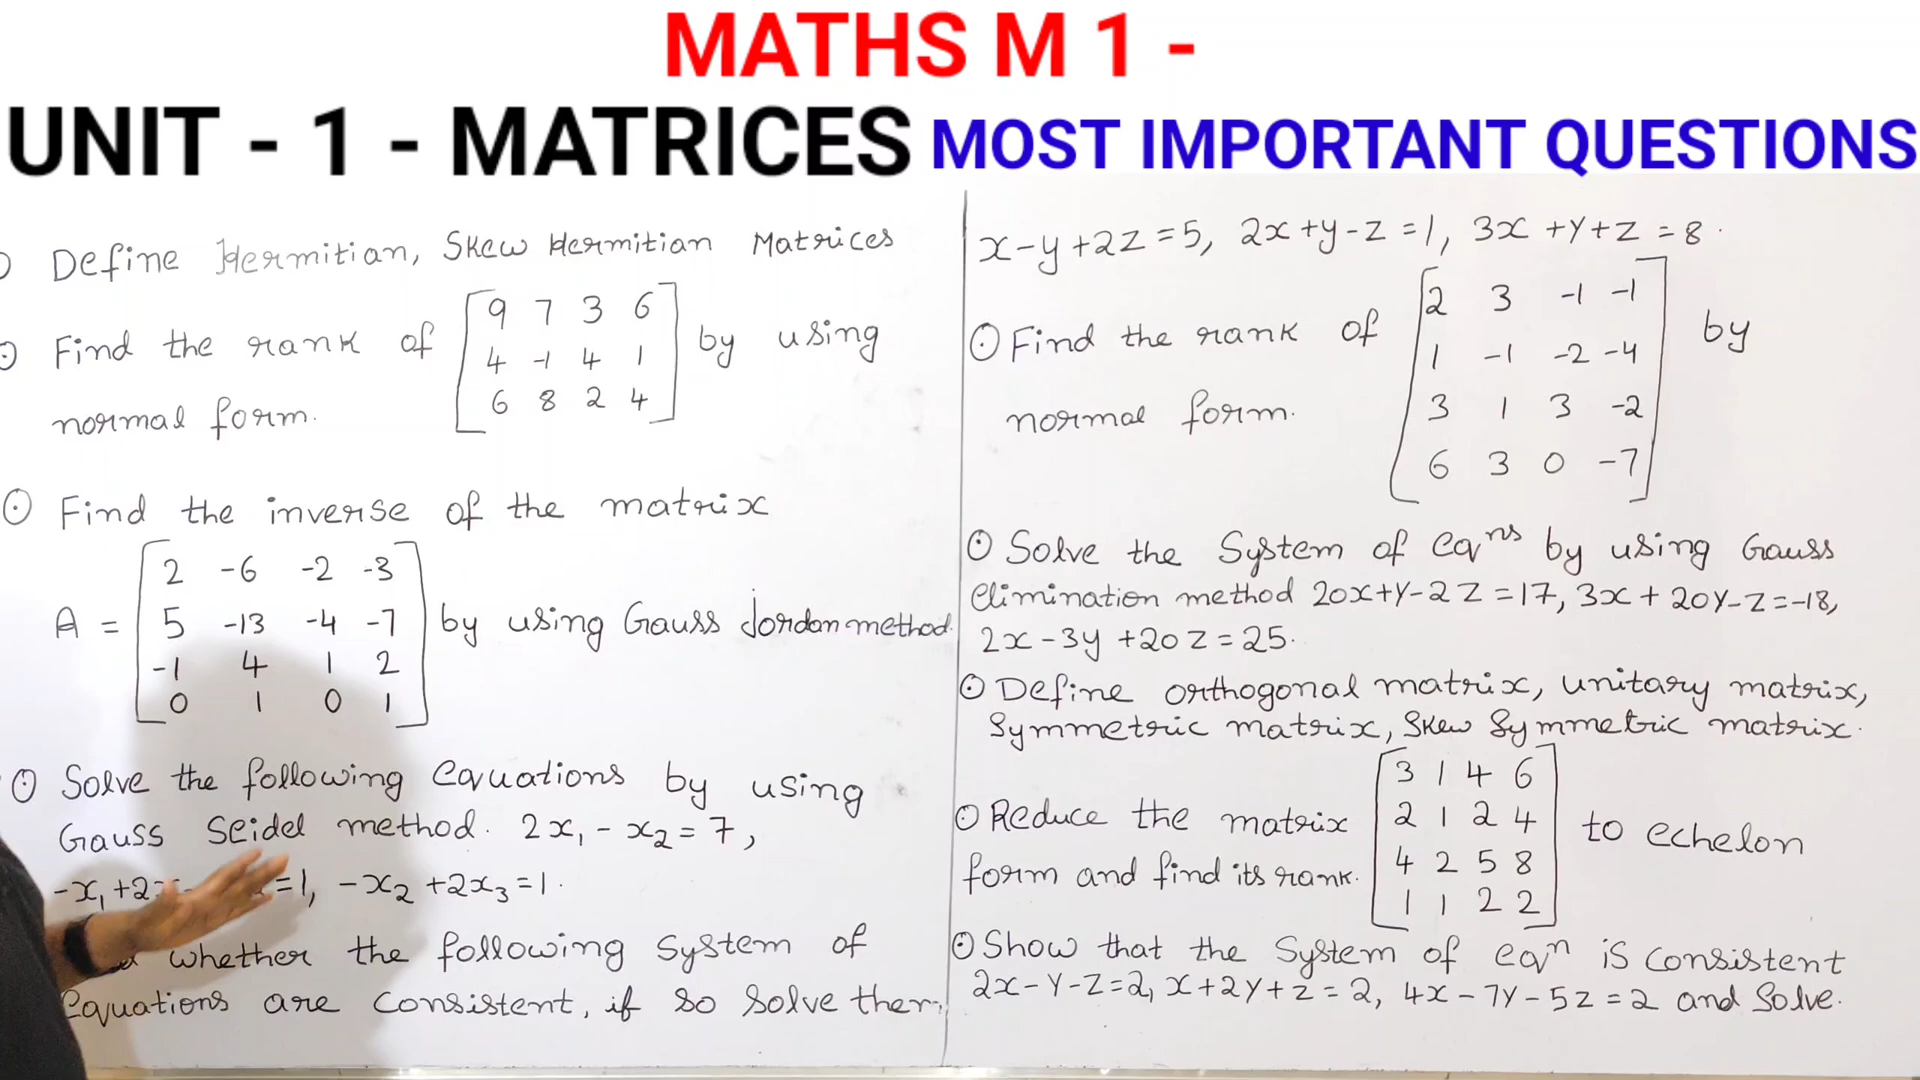 MATHS M 1 -
UNIT - 1 - MATRICES MOST IMPORTANT QUESTIONS
Define Hermitian, Skew Hermitian Matrices
Find the rank of [9 7 3 6 by using
4 -1 4 1
6 8 2 4]
normal form.
Find the inverse of the matrix
A = [2 -6 -2 -3
5 -13 -4 -7
-1 4 1 2
0 1 0 1] by using Gauss Jordan method.
Solve the following equations by using
Gauss Seidel method. 2x₁ - x₂ = 7,
-x₁ + 2 =1, -x₂ + 2x₃ = 1.
whether the following system of
equations are consistent, if so solve them
x - y + 2z = 5, 2x + y - z = 1, 3x + y + z = 8.
Find the rank of [2 3 -1 -1 by
1 -1 -2 -4
3 1 3 -2
6 3 0 -7]
normal form.
Solve the System of eqns by using Gauss
elimination method 20x+y-2z=17, 3x+20y-z=-18,
2x-3y+20z=25.
Define orthogonal matrix, unitary matrix,
Symmetric matrix, Skew Symmetric matrix.
Reduce the matrix [3 1 4 6
2 1 2 4
4 2 5 8
1 1 2 2] to echelon
form and find its rank.
Show that the System of eqn is consistent
2x-y-z=2, x+2y+z=2, 4x-7y-5z=2 and Solve.